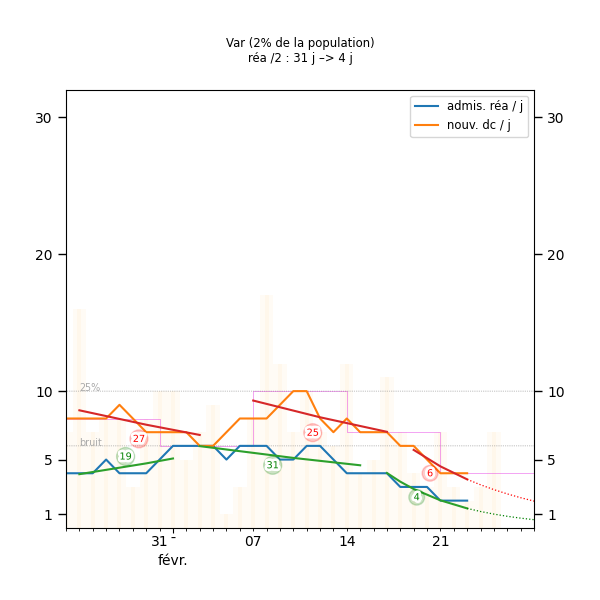 Var (2% de la population)
réa /2 : 31 j –> 4 j
admis. réa / j
nouv. dc / j
30 30
20 20
10 10
5 5
1 1
25%
bruit
27
19
31
25
6
4
31 - 07 14 21
févr.